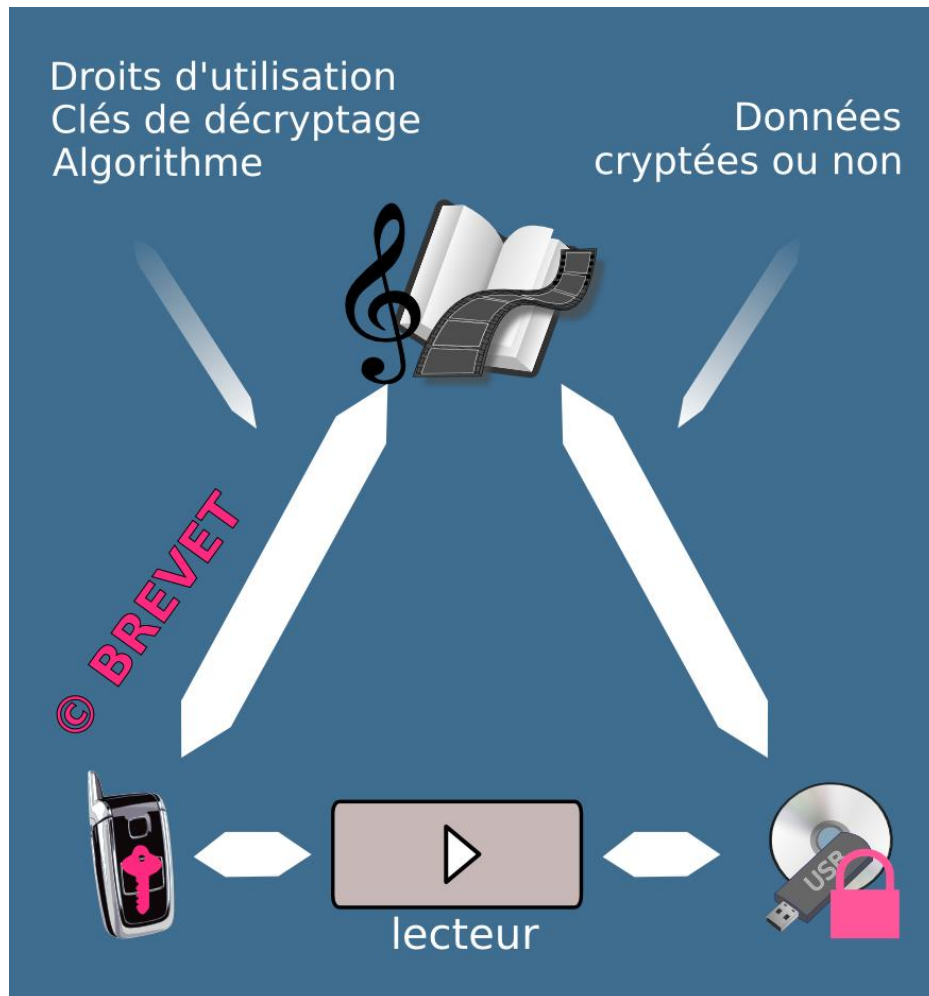 Droits d'utilisation
Clés de décryptage
Algorithme
Données
cryptées ou non
© BREVET
USB
lecteur